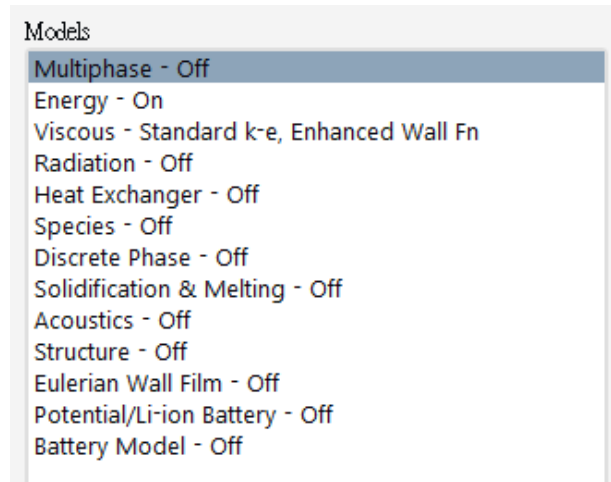 Models
Multiphase - Off
Energy - On
Viscous - Standard k-e, Enhanced Wall Fn
Radiation - Off
Heat Exchanger - Off
Species - Off
Discrete Phase - Off
Solidification & Melting - Off
Acoustics - Off
Structure - Off
Eulerian Wall Film - Off
Potential/Li-ion Battery - Off
Battery Model - Off